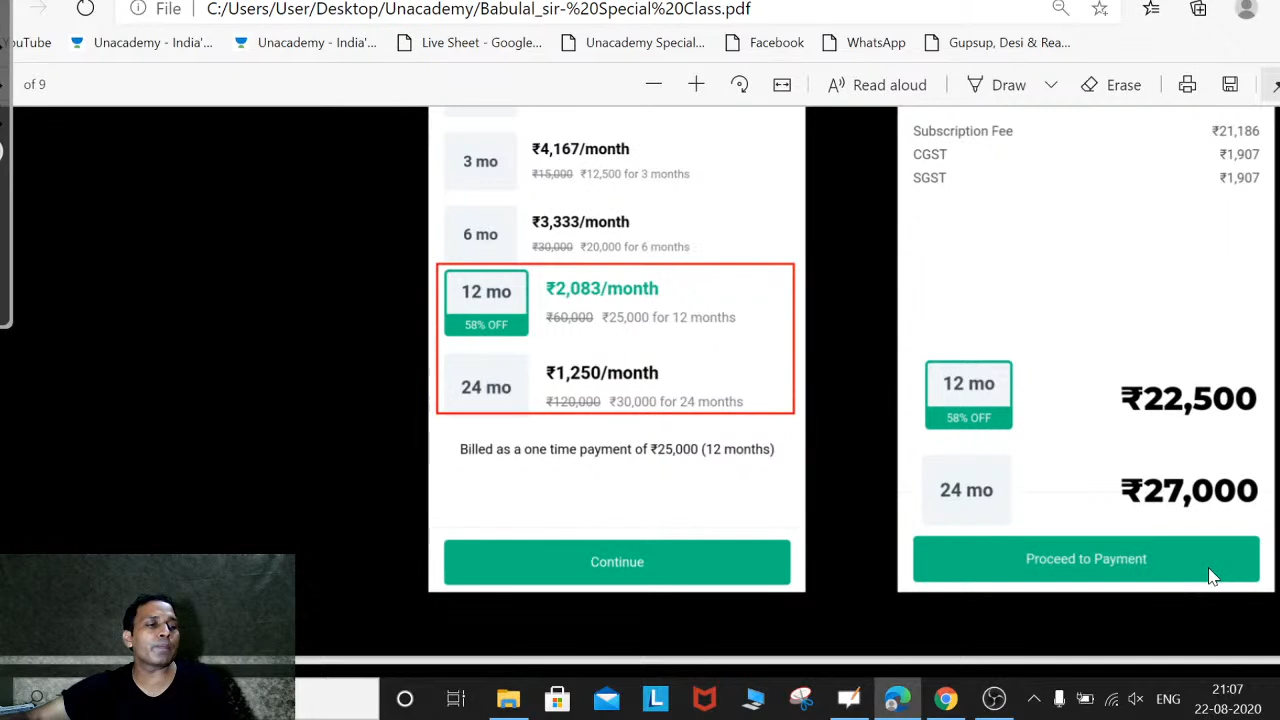 File C:/Users/User/Desktop/Unacademy/Babulal_sir-%20Special%20Class.pdf
YouTube Unacademy - India'... Unacademy - India'... Live Sheet - Google... Unacademy Special... Facebook WhatsApp Gupsup, Desi & Rea...
of 9 Read aloud Draw Erase
3 mo
₹4,167/month
₹15,000 ₹12,500 for 3 months
6 mo
₹3,333/month
₹30,000 ₹20,000 for 6 months
12 mo
58% OFF
₹2,083/month
₹60,000 ₹25,000 for 12 months
24 mo
₹1,250/month
₹120,000 ₹30,000 for 24 months
Billed as a one time payment of ₹25,000 (12 months)
Continue
Subscription Fee ₹21,186
CGST ₹1,907
SGST ₹1,907
12 mo
58% OFF
₹22,500
24 mo ₹27,000
Proceed to Payment
ENG
21:07
22-08-2020